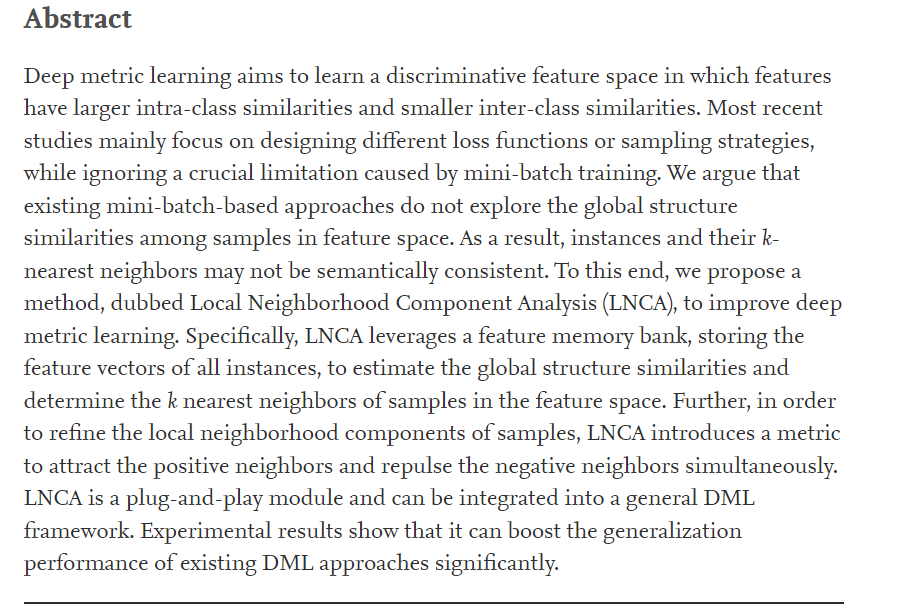 Abstract
Deep metric learning aims to learn a discriminative feature space in which features
have larger intra-class similarities and smaller inter-class similarities. Most recent
studies mainly focus on designing different loss functions or sampling strategies,
while ignoring a crucial limitation caused by mini-batch training. We argue that
existing mini-batch-based approaches do not explore the global structure
similarities among samples in feature space. As a result, instances and their k-
nearest neighbors may not be semantically consistent. To this end, we propose a
method, dubbed Local Neighborhood Component Analysis (LNCA), to improve deep
metric learning. Specifically, LNCA leverages a feature memory bank, storing the
feature vectors of all instances, to estimate the global structure similarities and
determine the k nearest neighbors of samples in the feature space. Further, in order
to refine the local neighborhood components of samples, LNCA introduces a metric
to attract the positive neighbors and repulse the negative neighbors simultaneously.
LNCA is a plug-and-play module and can be integrated into a general DML
framework. Experimental results show that it can boost the generalization
performance of existing DML approaches significantly.